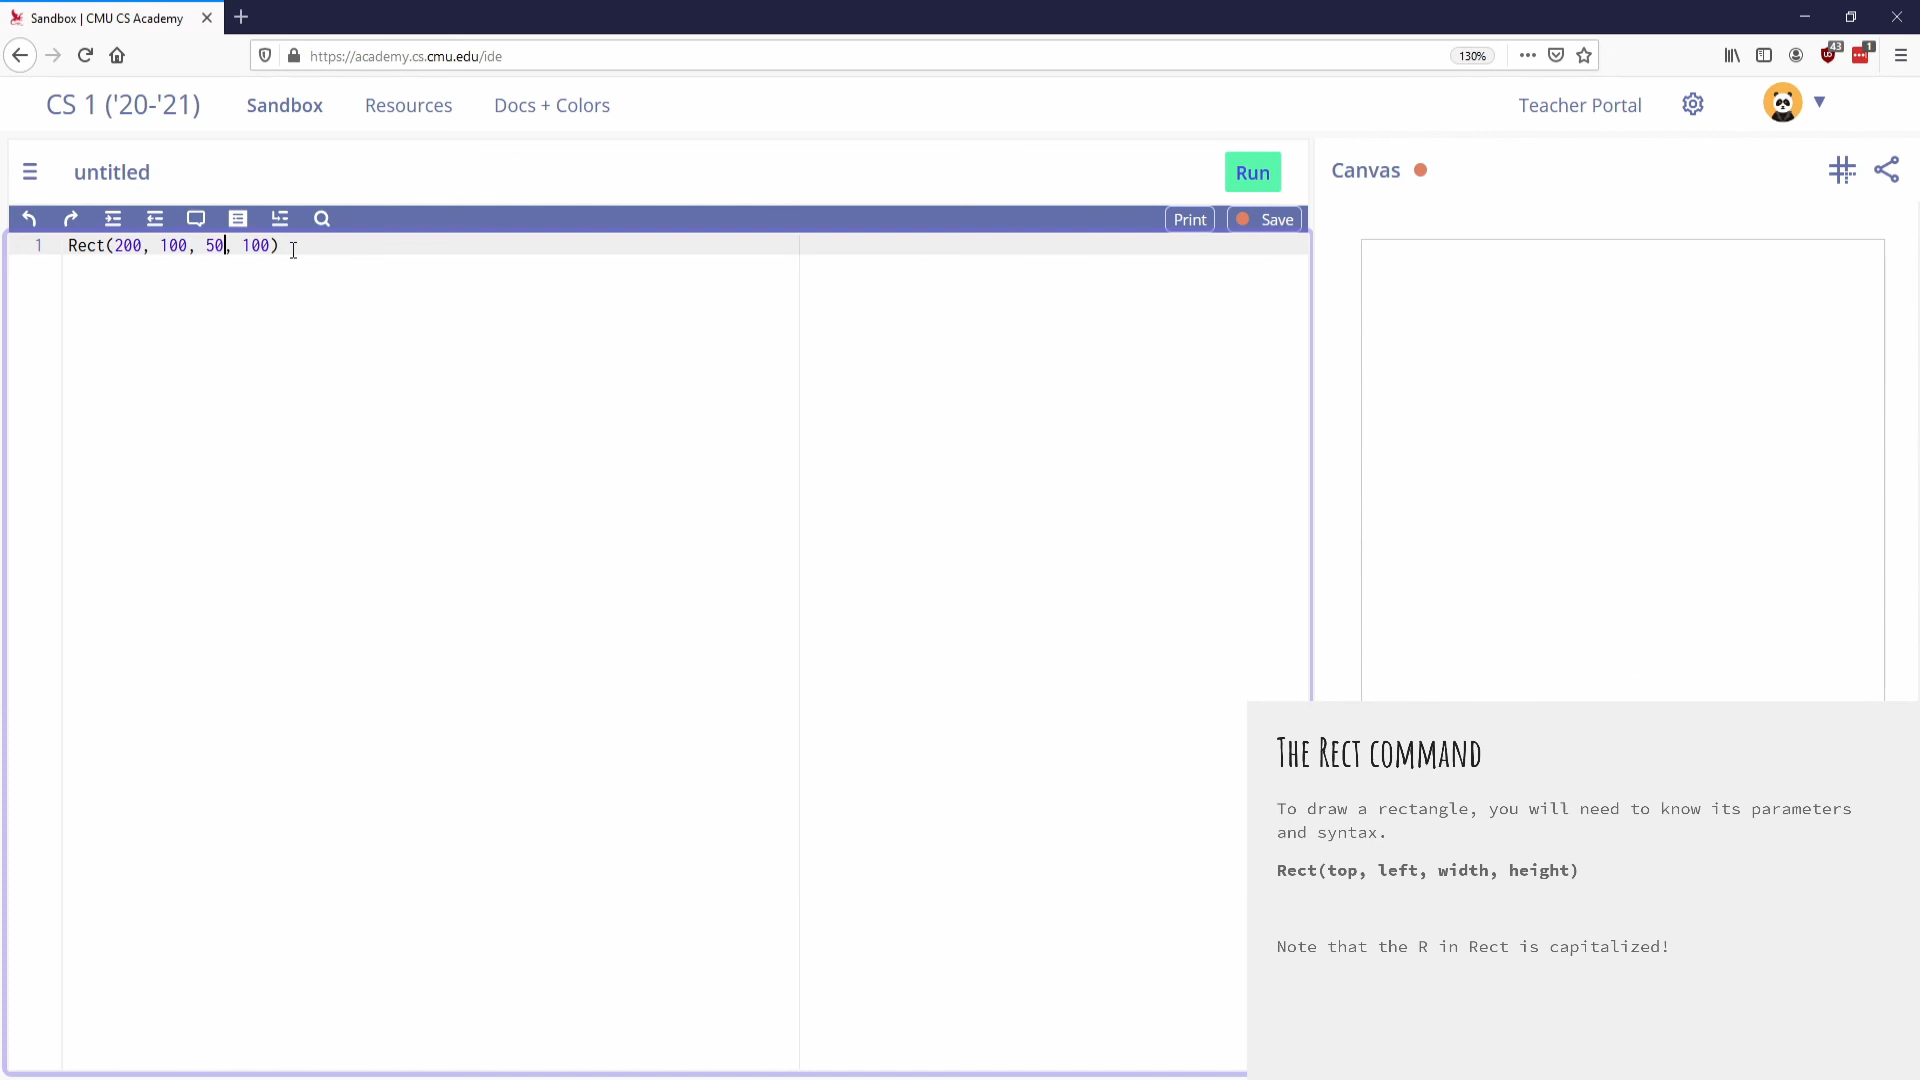 Sandbox | CMU CS Academy
https://academy.cs.cmu.edu/ide
130%
43
1
CS 1 ('20-'21)
Sandbox
Resources
Docs + Colors
Teacher Portal
untitled
Run
Canvas
Print
Save
1
Rect(200, 100, 50, 100)
The Rect command
To draw a rectangle, you will need to know its parameters
and syntax.
Rect(top, left, width, height)
Note that the R in Rect is capitalized!